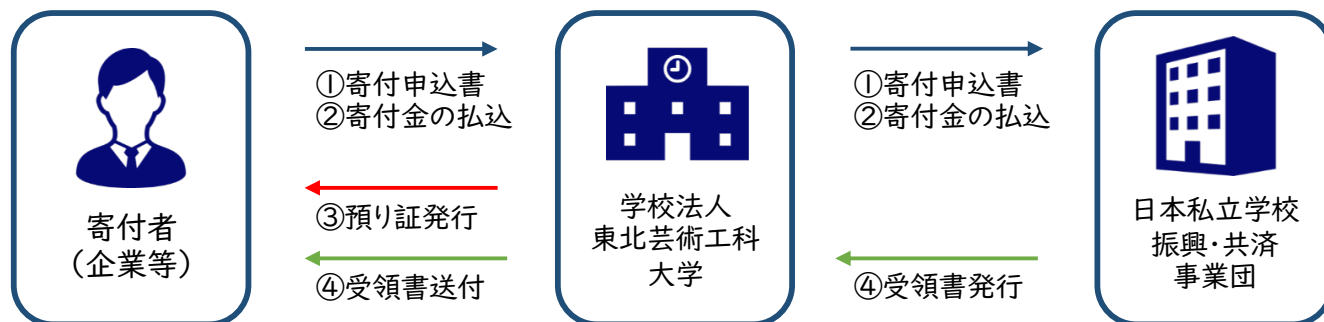 寄付者
（企業等）
①寄付申込書
②寄付金の払込
③預り証発行
④受領書送付
学校法人
東北芸術工科
大学
①寄付申込書
②寄付金の払込
④受領書発行
日本私立学校
振興・共済
事業団